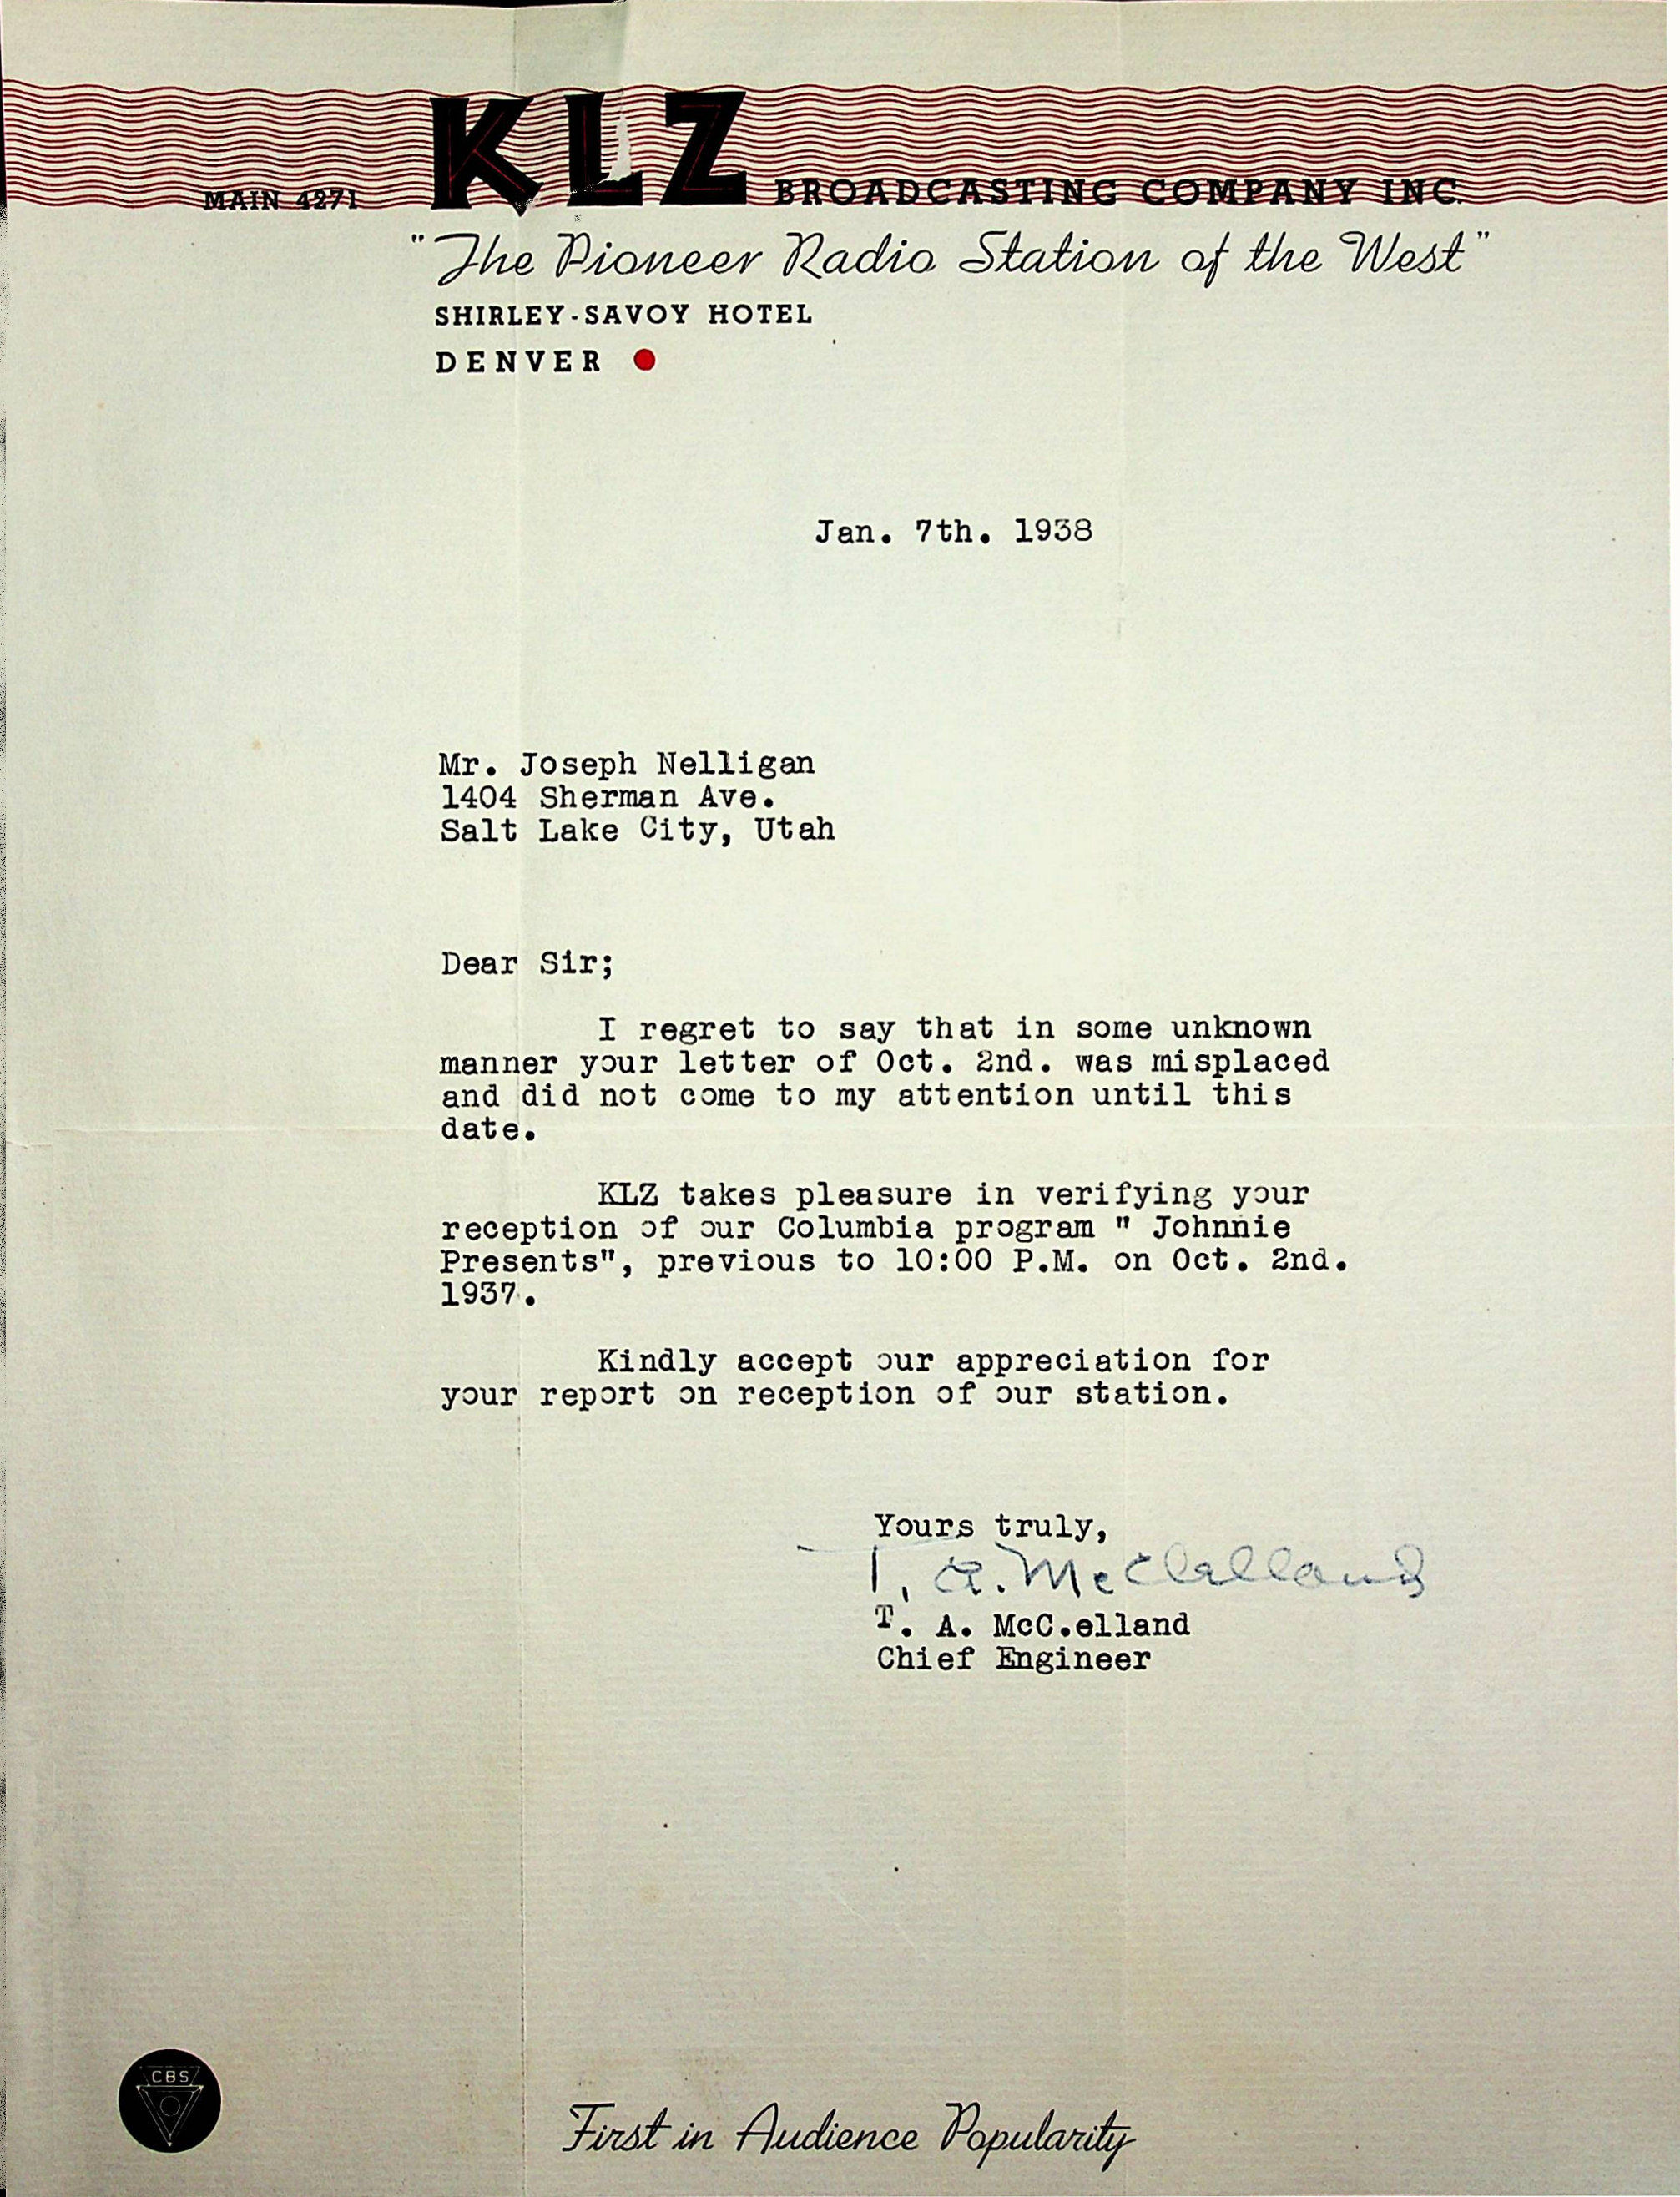 MAIN 4271
KLZ BROADCASTING COMPANY INC.
"The Pioneer Radio Station of the West"
SHIRLEY-SAVOY HOTEL
DENVER
Jan. 7th. 1938
Mr. Joseph Nelligan
1404 Sherman Ave.
Salt Lake City, Utah
Dear Sir;
I regret to say that in some unknown
manner your letter of Oct. 2nd. was misplaced
and did not come to my attention until this
date.
KLZ takes pleasure in verifying your
reception of our Columbia program " Johnnie
Presents", previous to 10:00 P.M. on Oct. 2nd.
1937.
Kindly accept our appreciation for
your report on reception of our station.
Yours truly,
T. A. McClelland
T. A. McC.elland
Chief Engineer
CBS
First in Audience Popularity